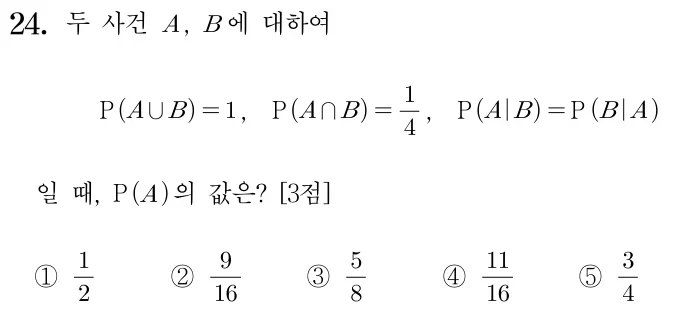 24. 두 사건 A, B에 대하여
P(A∪B)=1, P(A∩B)=1/4, P(A|B)=P(B|A)
일 때, P(A)의 값은? [3점]
① 1/2 ② 9/16 ③ 5/8 ④ 11/16 ⑤ 3/4